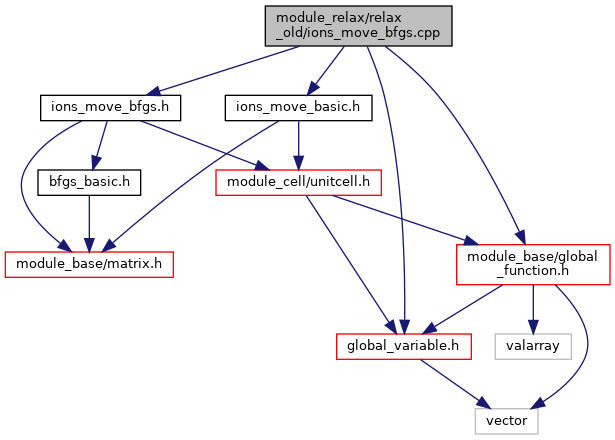 module_relax/relax
_old/ions_move_bfgs.cpp
ions_move_bfgs.h
ions_move_basic.h
bfgs_basic.h
module_cell/unitcell.h
module_base/matrix.h
module_base/global
_function.h
global_variable.h
valarray
vector